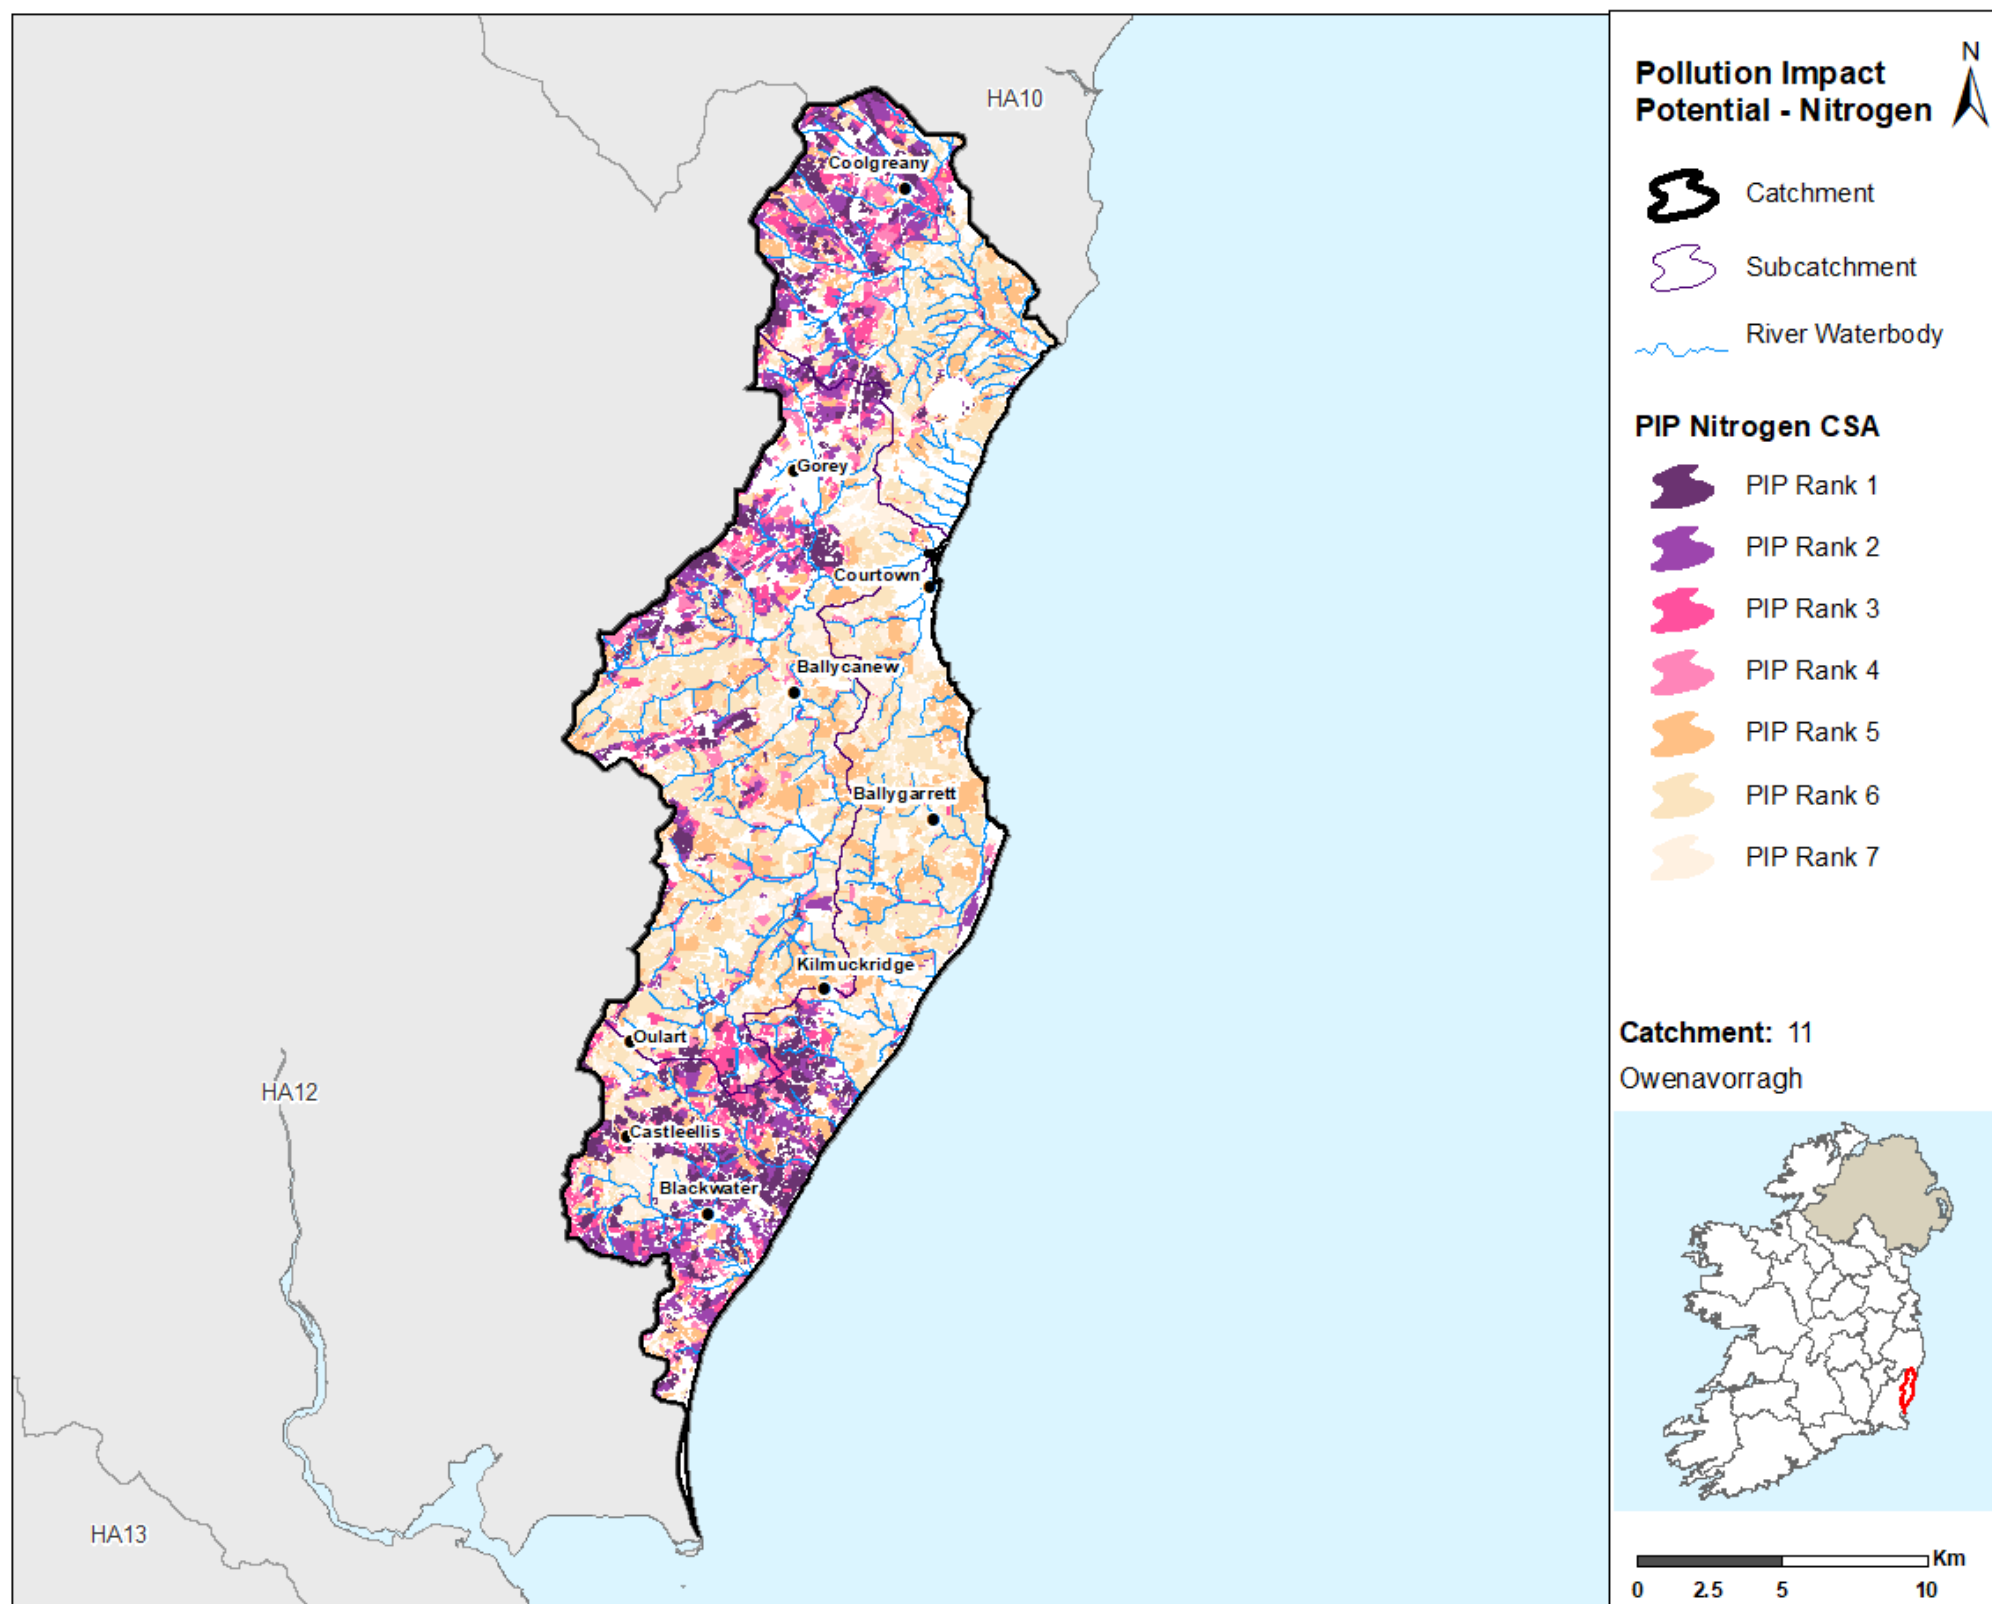 HA10
Coolgreany
Gorey
Courtown
Ballycanew
Ballygarrett
Kilmuckridge
Oulart
Castleellis
Blackwater
HA12
HA13
N
Pollution Impact
Potential - Nitrogen
Catchment
Subcatchment
River Waterbody
PIP Nitrogen CSA
PIP Rank 1
PIP Rank 2
PIP Rank 3
PIP Rank 4
PIP Rank 5
PIP Rank 6
PIP Rank 7
Catchment: 11
Owenavorragh
Km
0 2.5 5 10